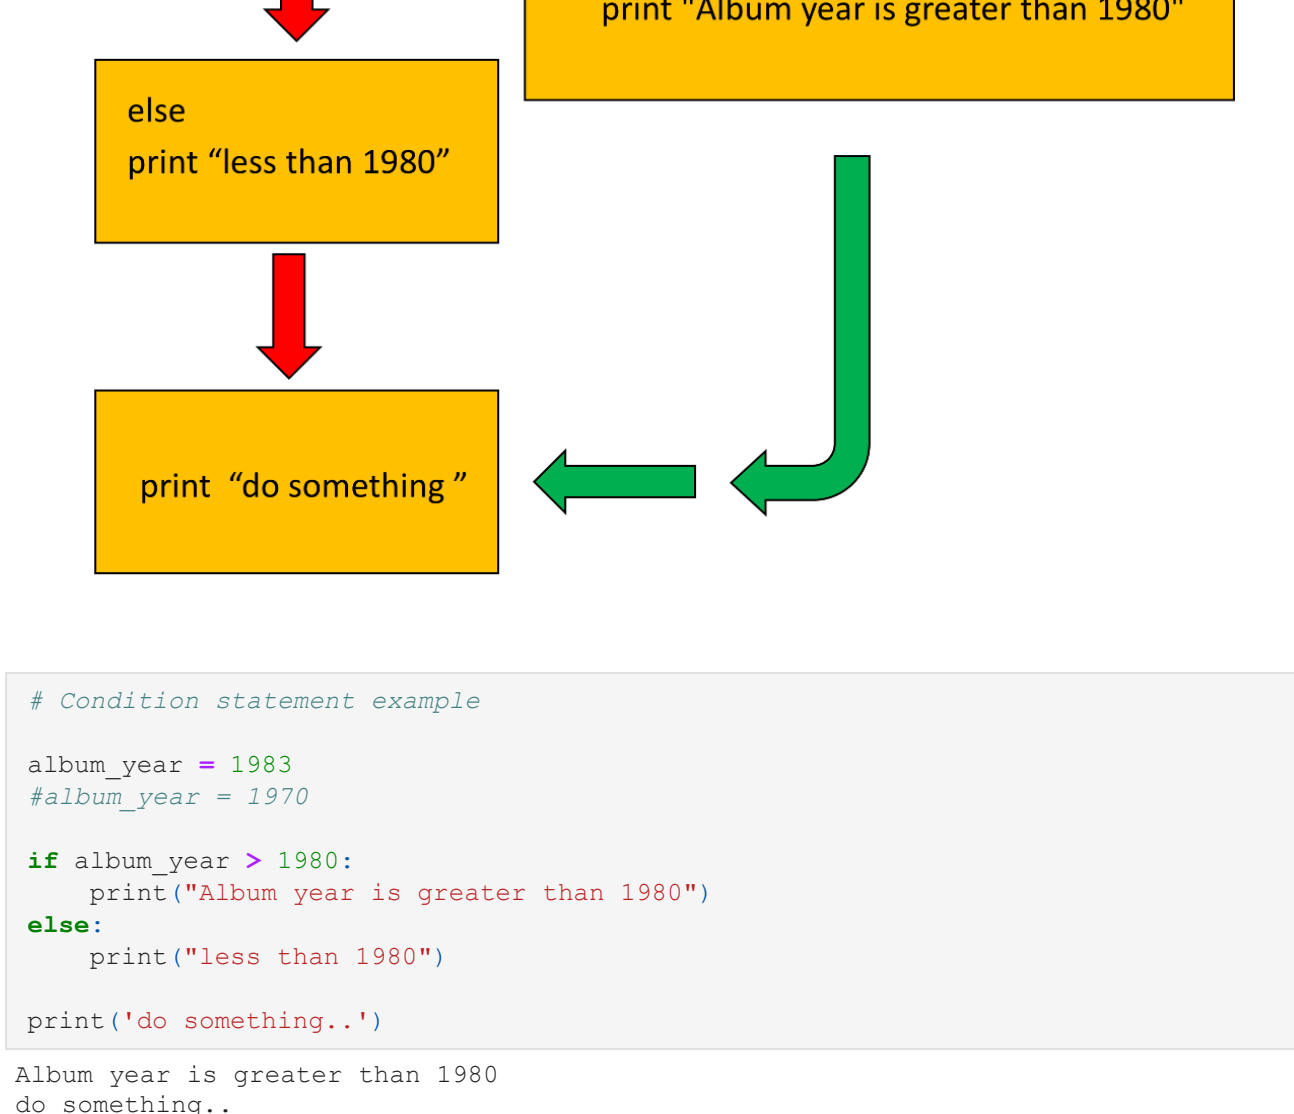 print "Album year is greater than 1980"
else
print “less than 1980”
print “do something ”
# Condition statement example
album_year = 1983
#album_year = 1970
if album_year > 1980:
    print("Album year is greater than 1980")
else:
    print("less than 1980")
print('do something..')
Album year is greater than 1980
do something..